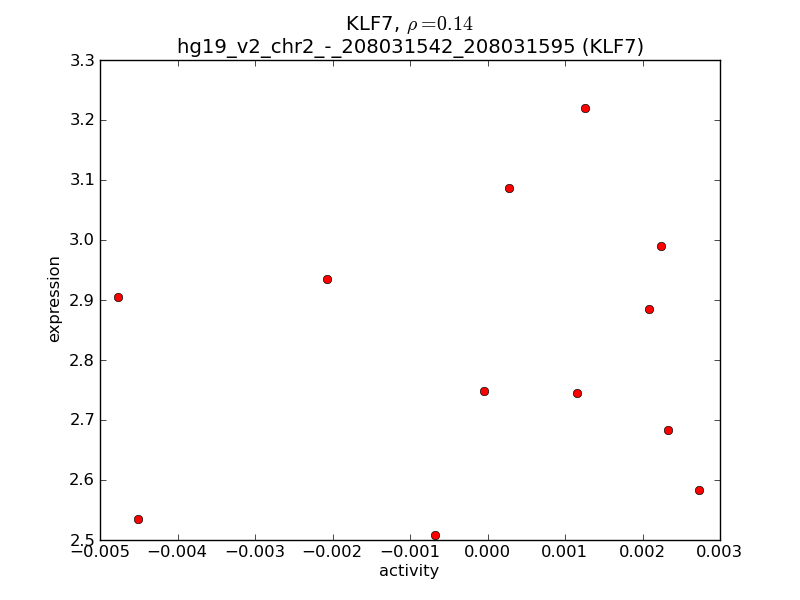 KLF7, ρ=0.14
hg19_v2_chr2_-_208031542_208031595 (KLF7)
3.3
3.2
3.1
3.0
2.9
2.8
2.7
2.6
2.5
expression
−0.005 −0.004 −0.003 −0.002 −0.001 0.000 0.001 0.002 0.003
activity